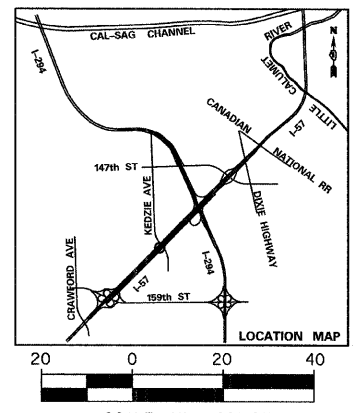 CAL-SAG CHANNEL
RIVER
N
I-294
CALUMET
LITTLE
CANADIAN
I-57
NATIONAL RR
147th ST
KEDZIE AVE
DIXIE HIGHWAY
CRAWFORD AVE
I-57
I-294
159th ST
LOCATION MAP
20 0 20 40